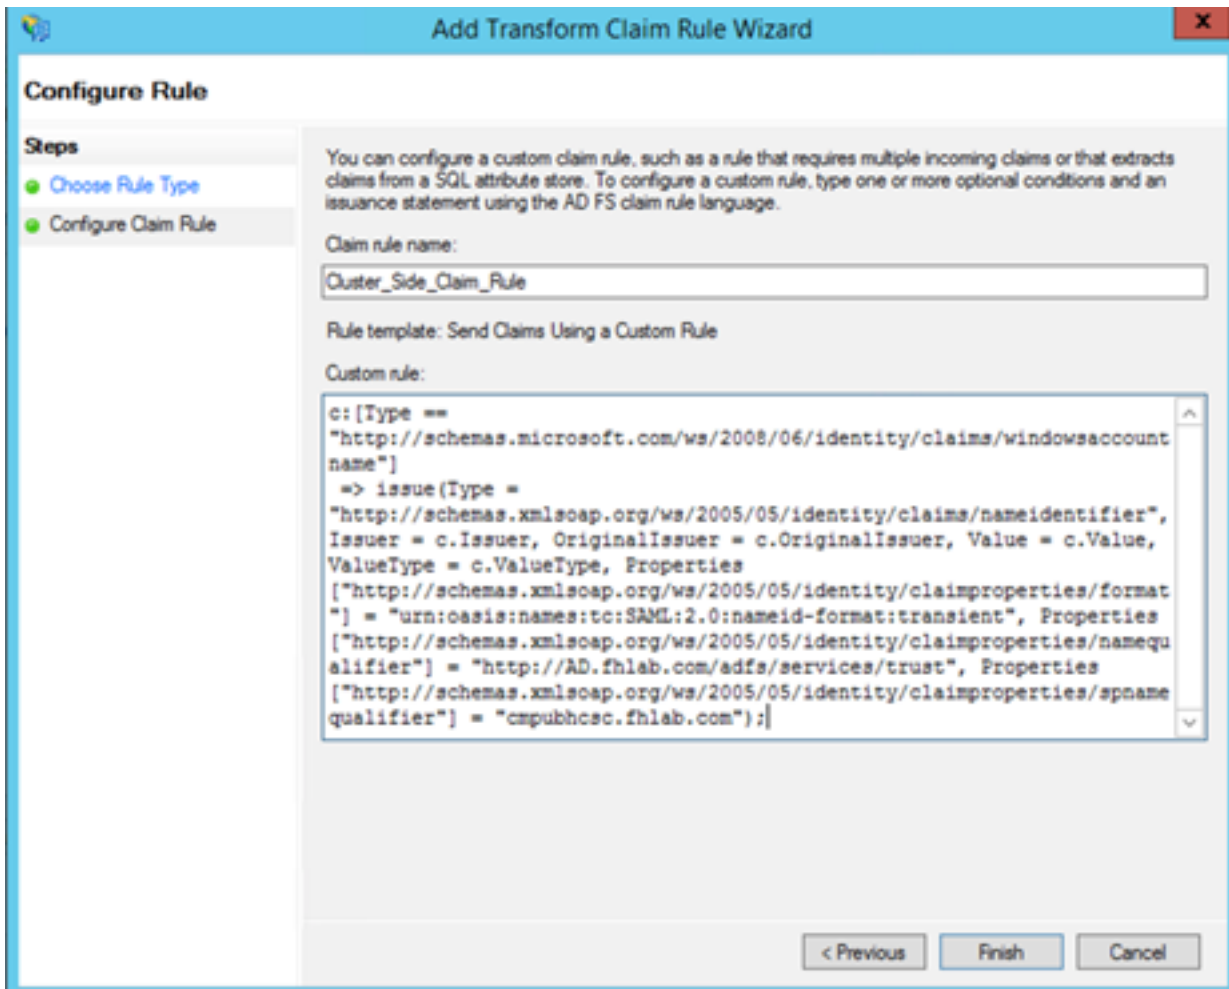 Add Transform Claim Rule Wizard
x
Configure Rule
Steps
Choose Rule Type
Configure Claim Rule
You can configure a custom claim rule, such as a rule that requires multiple incoming claims or that extracts
claims from a SQL attribute store. To configure a custom rule, type one or more optional conditions and an
issuance statement using the AD FS claim rule language.
Claim rule name:
Cluster_Side_Claim_Rule
Rule template: Send Claims Using a Custom Rule
Custom rule:
c:[Type ==
"http://schemas.microsoft.com/ws/2008/06/identity/claims/windowsaccount
name"]
=> issue(Type =
"http://schemas.xmlsoap.org/ws/2005/05/identity/claims/nameidentifier",
Issuer = c.Issuer, OriginalIssuer = c.OriginalIssuer, Value = c.Value,
ValueType = c.ValueType, Properties
["http://schemas.xmlsoap.org/ws/2005/05/identity/claimproperties/format
"] = "urn:oasis:names:tc:SAML:2.0:nameid-format:transient", Properties
["http://schemas.xmlsoap.org/ws/2005/05/identity/claimproperties/namequ
alifier"] = "http://AD.fhlab.com/adfs/services/trust", Properties
["http://schemas.xmlsoap.org/ws/2005/05/identity/claimproperties/spname
qualifier"] = "cmpubhcsc.fhlab.com");
< Previous
Finish
Cancel